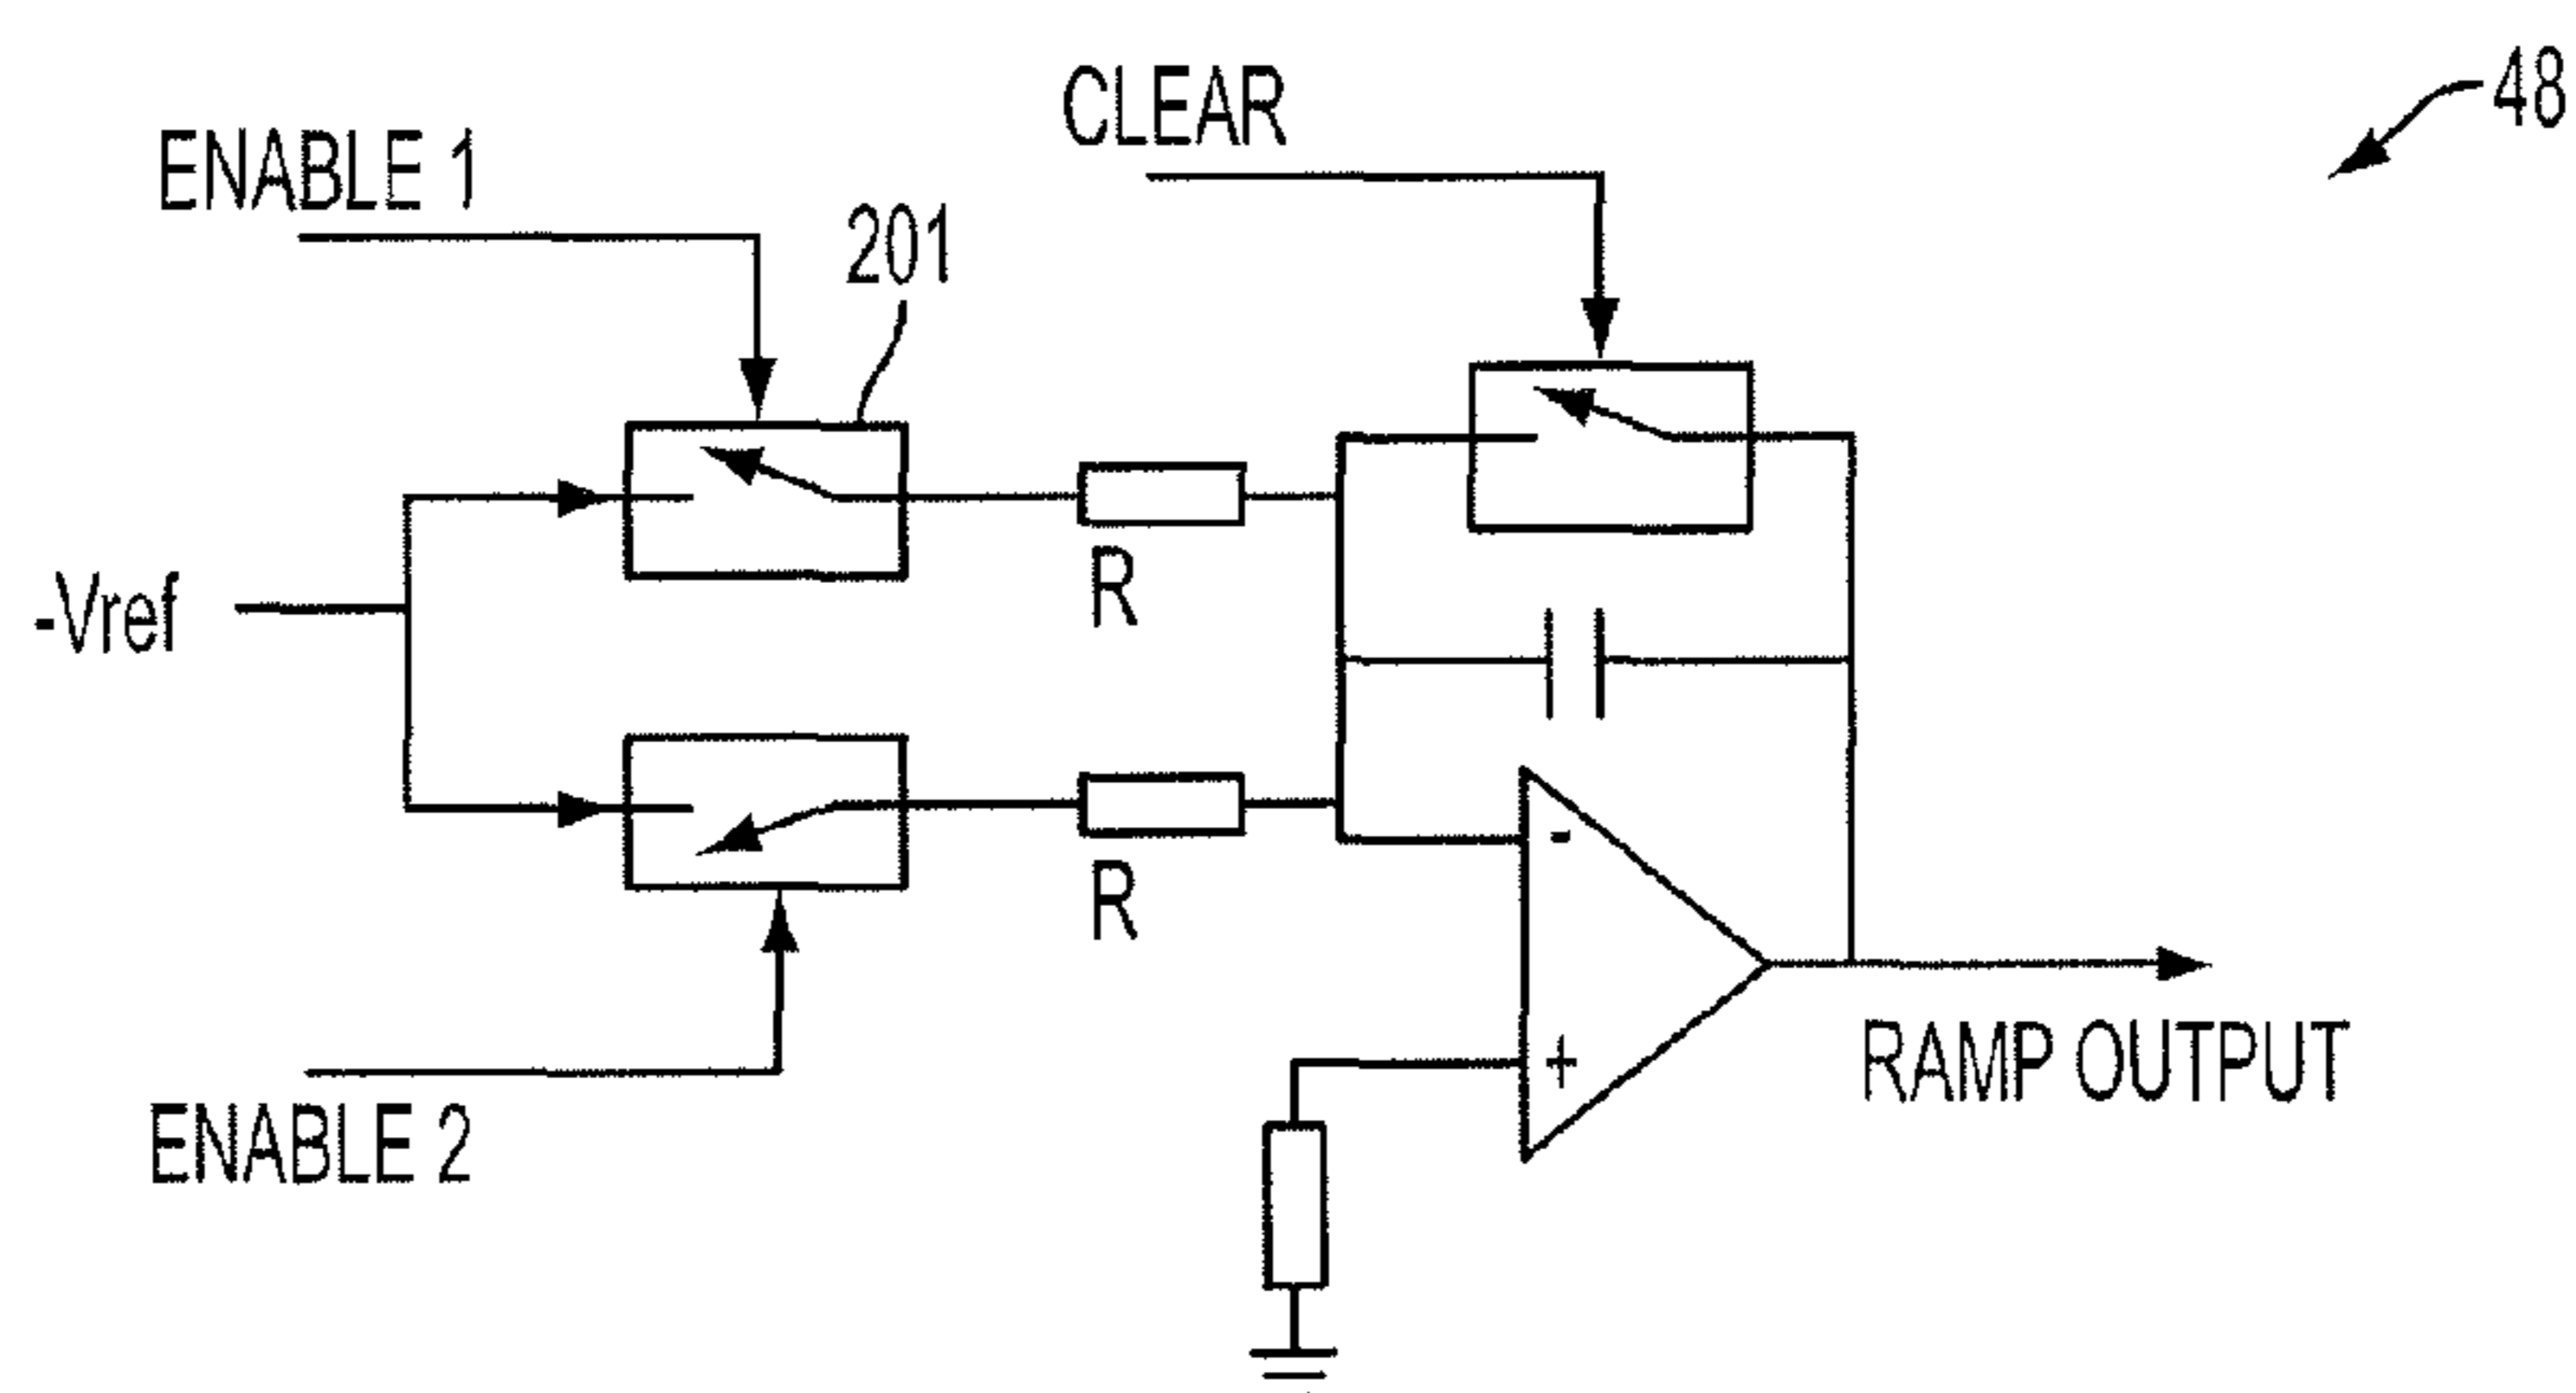 48
CLEAR
ENABLE 1
201
R
-Vref
-
R
+
RAMP OUTPUT
ENABLE 2